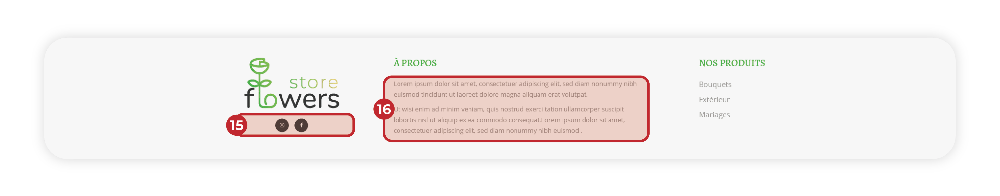 store
flowers
15
À PROPOS
Lorem ipsum dolor sit amet, consectetuer adipiscing elit, sed diam nonummy nibh
euismod tincidunt ut laoreet dolore magna aliquam erat volutpat.
16
Ut wisi enim ad minim veniam, quis nostrud exerci tation ullamcorper suscipit
lobortis nisl ut aliquip ex ea commodo consequat.Lorem ipsum dolor sit amet,
consectetuer adipiscing elit, sed diam nonummy nibh euismod .
NOS PRODUITS
Bouquets
Extérieur
Mariages